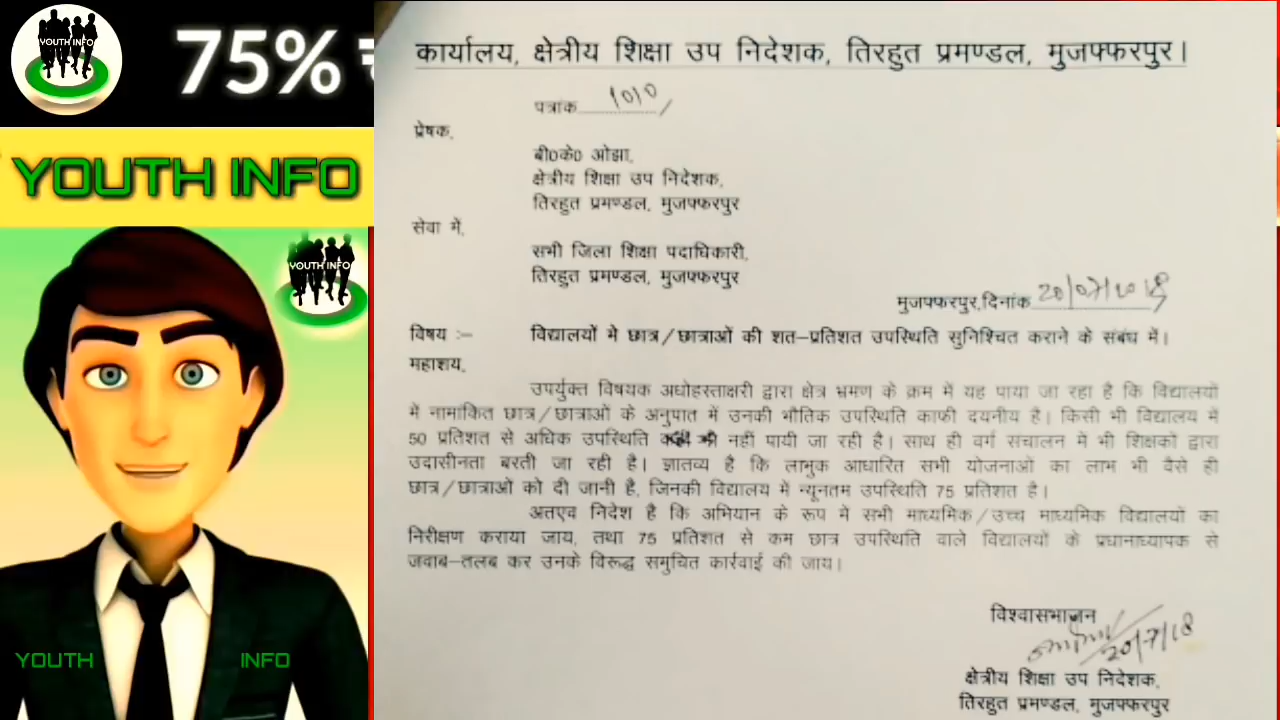 YOUTH INFO
75%
YOUTH INFO
YOUTH INFO
YOUTH INFO
कार्यालय, क्षेत्रीय शिक्षा उप निदेशक, तिरहुत प्रमण्डल, मुजफ्फरपुर।
पत्रांक 1010/
प्रेषक,
बी0के0 ओझा,
क्षेत्रीय शिक्षा उप निदेशक,
तिरहुत प्रमण्डल, मुजफ्फरपुर
सेवा में,
सभी जिला शिक्षा पदाधिकारी,
तिरहुत प्रमण्डल, मुजफ्फरपुर
मुजफ्फरपुर,दिनांक 20/07/2018
विषय :- विद्यालयों मे छात्र/छात्राओं की शत-प्रतिशत उपस्थिति सुनिश्चित कराने के संबंध में।
महाशय,
उपर्युक्त विषयक अधोहस्ताक्षरी द्वारा क्षेत्र भ्रमण के क्रम में यह पाया जा रहा है कि विद्यालयों
में नामांकित छात्र/छात्राओं के अनुपात में उनकी भौतिक उपस्थिति काफी दयनीय है। किसी भी विद्यालय में
50 प्रतिशत से अधिक उपस्थिति नहीं पायी जा रही है। साथ ही वर्ग संचालन में भी शिक्षकों द्वारा
उदासीनता बरती जा रही है। ज्ञातव्य है कि लाभुक आधारित सभी योजनाओं का लाभ भी वैसे ही
छात्र/छात्राओं को दी जानी है, जिनकी विद्यालय में न्यूनतम उपस्थिति 75 प्रतिशत है।
अतएव निदेश है कि अभियान के रूप मे सभी माध्यमिक/उच्च माध्यमिक विद्यालयों का
निरीक्षण कराया जाय, तथा 75 प्रतिशत से कम छात्र उपस्थिति वाले विद्यालयों के प्रधानाध्यापक से
जवाब-तलब कर उनके विरूद्ध समुचित कार्रवाई की जाय।
विश्वासभाजन
20/7/18
क्षेत्रीय शिक्षा उप निदेशक,
तिरहुत प्रमण्डल, मुजफ्फरपुर